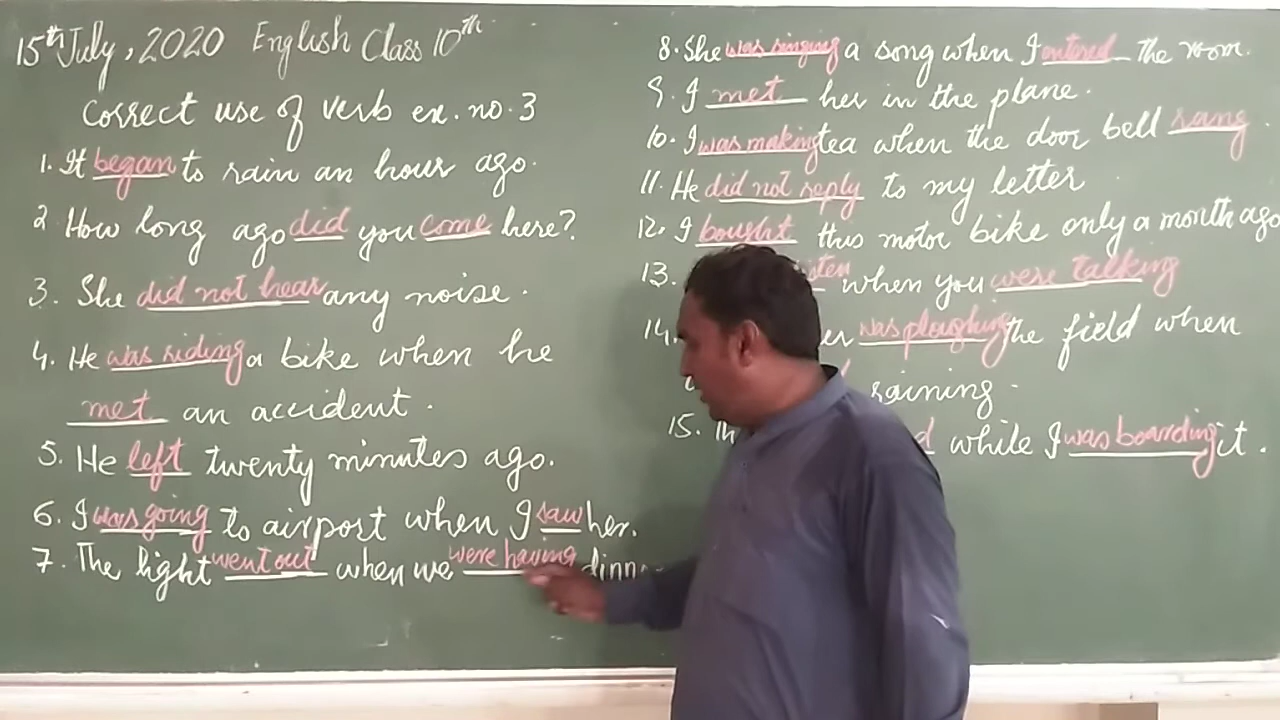 15th July, 2020 English Class 10th
Correct use of verb ex. no. 3
1. It began to rain an hour ago.
2 How long ago did you come here?
3. She did not hear any noise.
4. He was riding a bike when he
met an accident.
5. He left twenty minutes ago.
6. I was going to airport when I saw her.
7. The light went out when we were having
8. She was singing a song when I entered the room.
9. I met her in the plane.
10. I was making tea when the door bell rang.
11. He did not reply to my letter.
12. I bought this motor bike only a month ago
13. when you were talking
14. was ploughing the field when
raining.
15. while I was boarding it.